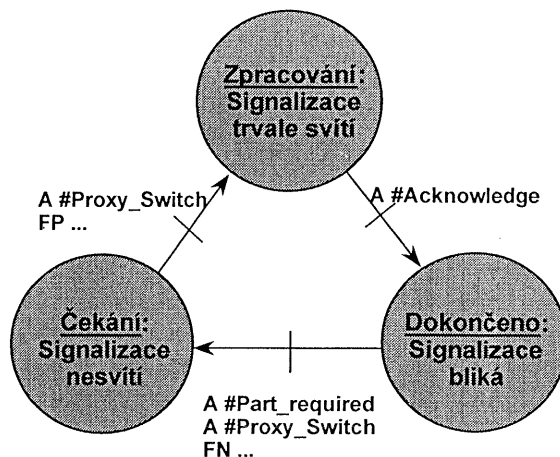 Zpracování:
Signalizace
trvale svítí
A #Proxy_Switch
FP ...
A #Acknowledge
Čekání:
Signalizace
nesvítí
Dokončeno:
Signalizace
bliká
A #Part_required
A #Proxy_Switch
FN ...